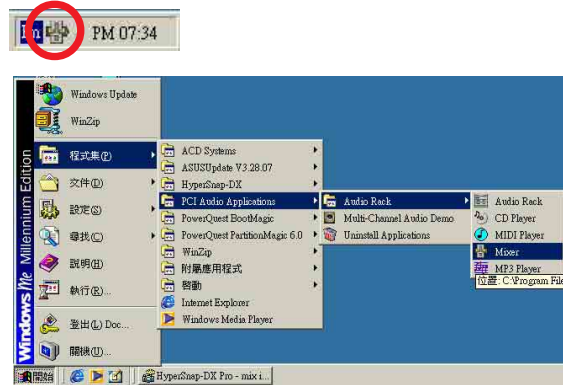 In
PM 07:34
Windows Update
WinZip
程式集(P)
文件(D)
設定(S)
尋找(C)
說明(H)
執行(R)...
登出(L) Doc...
關機(U)...
Windows Me Millennium Edition
ACD Systems
ASUSUpdate V3.28.07
HyperSnap-DX
PCI Audio Applications
PowerQuest BootMagic
PowerQuest PartitionMagic 6.0
WinZip
附屬應用程式
啟動
Internet Explorer
Windows Media Player
Audio Rack
Multi-Channel Audio Demo
Uninstall Applications
Audio Rack
CD Player
MIDI Player
Mixer
MP3 Player
位置: C:\Program File
開始
HyperSnap-DX Pro - mix i...